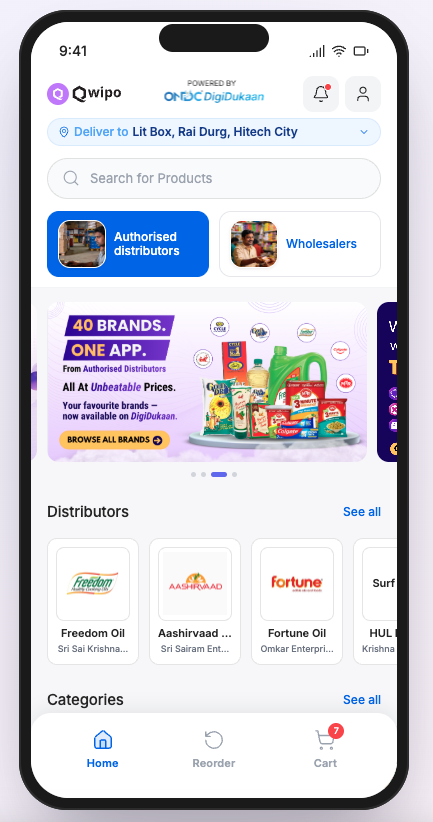 9:41
Qwipo
POWERED BY
ONDC DigiDukaan
Deliver to Lit Box, Rai Durg, Hitech City
Search for Products
Authorised
distributors
Wholesalers
40 BRANDS.
ONE APP.
From Authorised Distributors
All At Unbeatable Prices.
Your favourite brands –
now available on DigiDukaan.
BROWSE ALL BRANDS
Distributors
See all
Freedom
AASHIRVAAD
fortune
Surf
Freedom Oil
Aashirvaad ...
Fortune Oil
HUL
Sri Sai Krishna...
Sri Sairam Ent...
Omkar Enterpri...
Krishna
Categories
See all
7
Home
Reorder
Cart